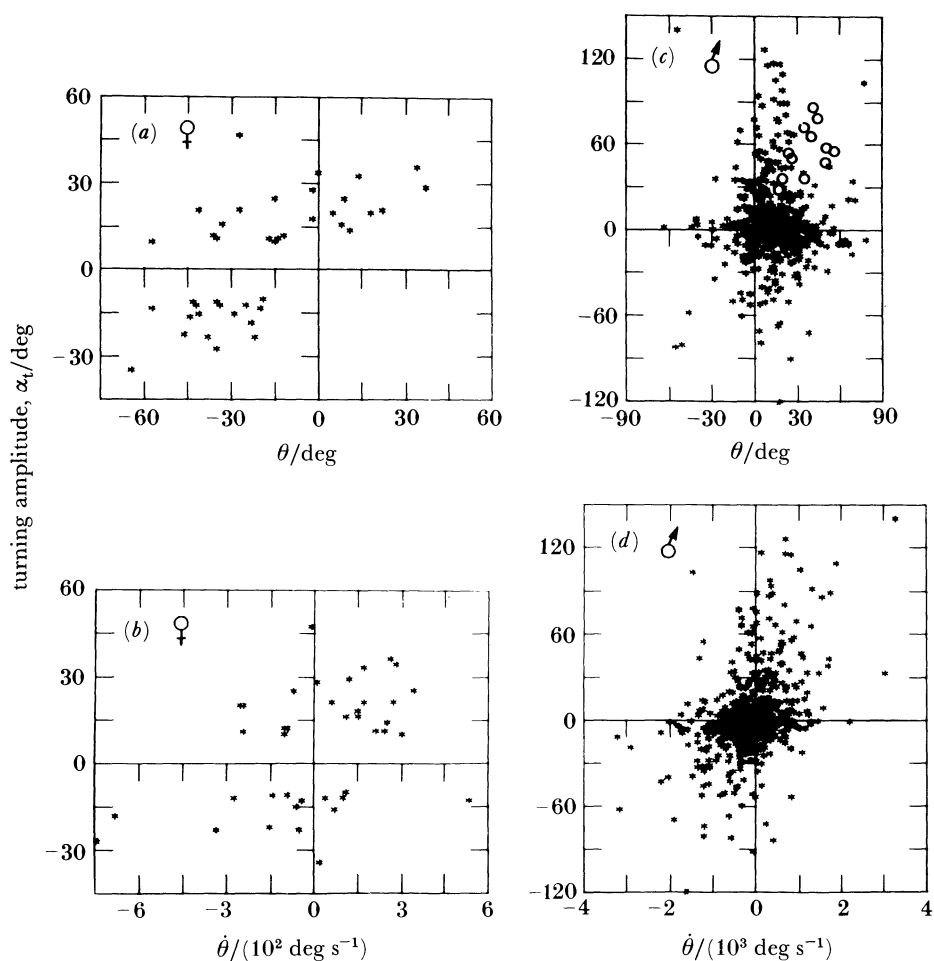 turning amplitude, αt/deg
(a) ♀
60
30
0
−30
−60 −30 0 30 60
θ/deg
(b) ♀
60
30
0
−30
−6 −3 0 3 6
θ̇/(10² deg s⁻¹)
(c) ♂
120
60
0
−60
−120
−90 −30 0 30 90
θ/deg
(d) ♂
120
60
0
−60
−120
−4 −2 0 2 4
θ̇/(10³ deg s⁻¹)